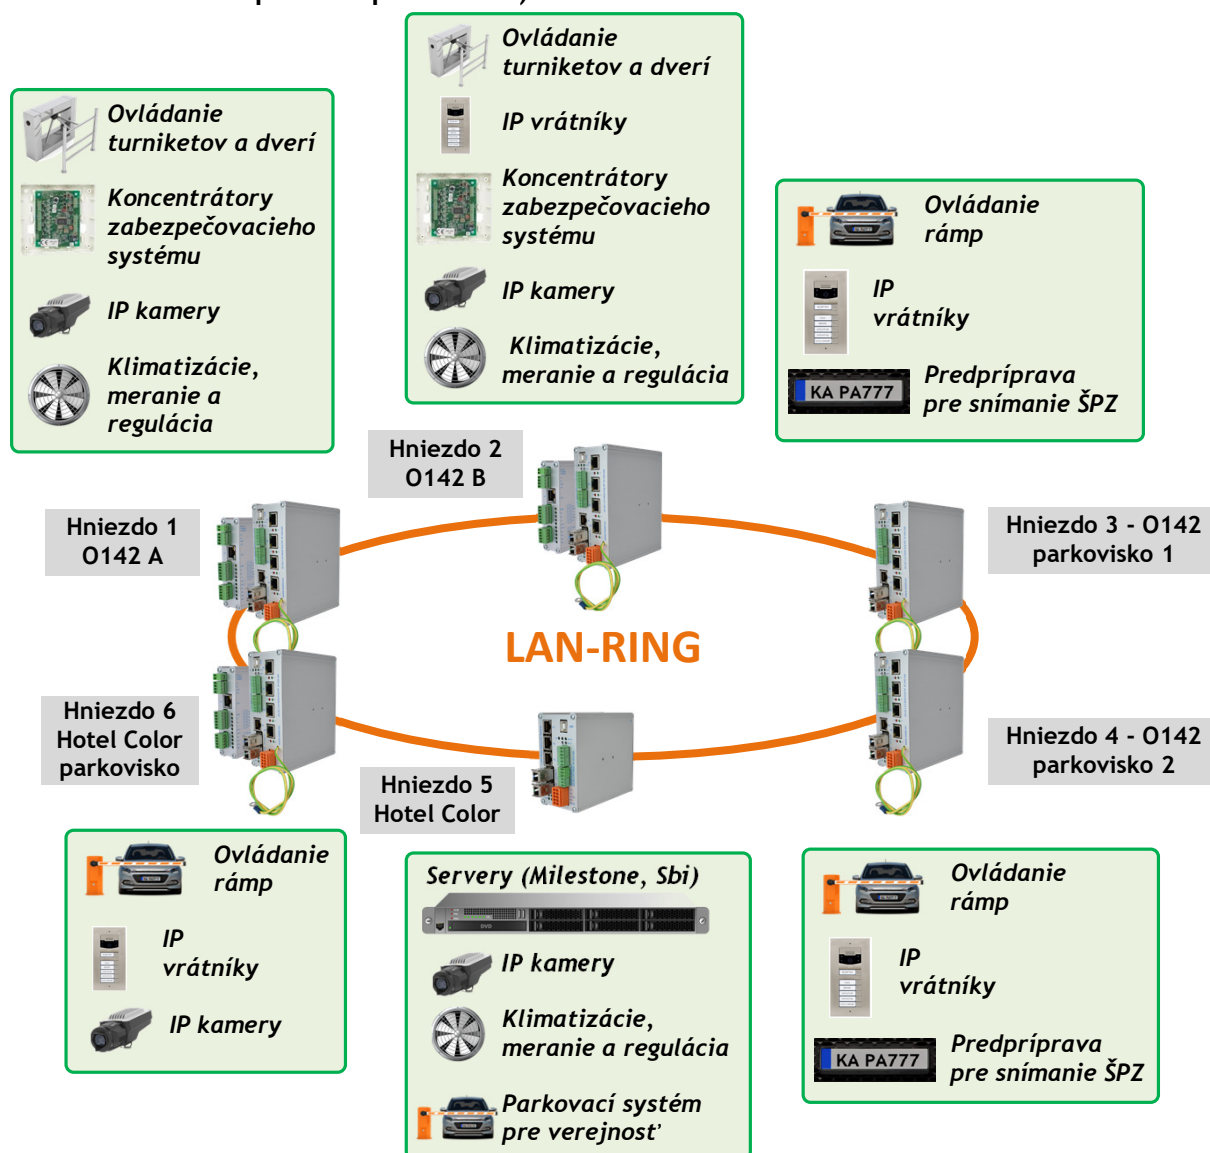 Ovládanie
turniketov a dverí
Koncentrátory
zabezpečovacieho
systému
IP kamery
Klimatizácie,
meranie a
regulácia
Ovládanie
turniketov a dverí
IP vrátníky
Koncentrátory
zabezpečovacieho
systému
IP kamery
Klimatizácie,
meranie a regulácia
Ovládanie
rámp
IP
vrátníky
KA PA777
Predpríprava
pre snímanie ŠPZ
Hniezdo 1
O142 A
Hniezdo 2
O142 B
Hniezdo 3 - O142
parkovisko 1
LAN-RING
Hniezdo 6
Hotel Color
parkovisko
Hniezdo 5
Hotel Color
Hniezdo 4 - O142
parkovisko 2
Ovládanie
rámp
IP
vrátníky
IP kamery
Servery (Milestone, Sbi)
DVD
IP kamery
Klimatizácie,
meranie a regulácia
Parkovací systém
pre verejnosť
Ovládanie
rámp
IP
vrátníky
KA PA777
Predpríprava
pre snímanie ŠPZ